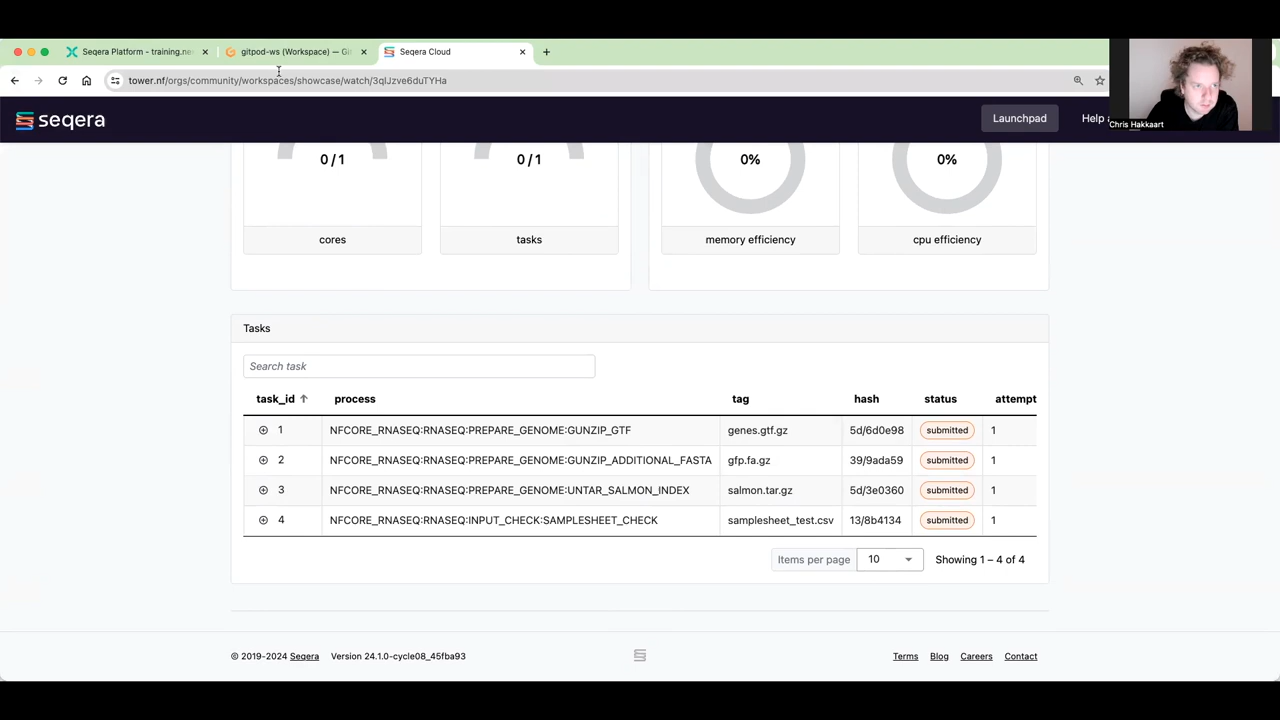 Seqera Platform - training.ne
gitpod-ws (Workspace) — Gi
Seqera Cloud
tower.nf/orgs/community/workspaces/showcase/watch/3qIJzve6duTYHa
Chris Hakkaart
seqera
Launchpad
Help
0 / 1
0 / 1
0%
0%
cores
tasks
memory efficiency
cpu efficiency
Tasks
Search task
task_id process tag hash status attempt
1 NFCORE_RNASEQ:RNASEQ:PREPARE_GENOME:GUNZIP_GTF genes.gtf.gz 5d/6d0e98 submitted 1
2 NFCORE_RNASEQ:RNASEQ:PREPARE_GENOME:GUNZIP_ADDITIONAL_FASTA gfp.fa.gz 39/9ada59 submitted 1
3 NFCORE_RNASEQ:RNASEQ:PREPARE_GENOME:UNTAR_SALMON_INDEX salmon.tar.gz 5d/3e0360 submitted 1
4 NFCORE_RNASEQ:RNASEQ:INPUT_CHECK:SAMPLESHEET_CHECK samplesheet_test.csv 13/8b4134 submitted 1
Items per page 10 Showing 1 – 4 of 4
© 2019-2024 Seqera Version 24.1.0-cycle08_45fba93
Terms Blog Careers Contact